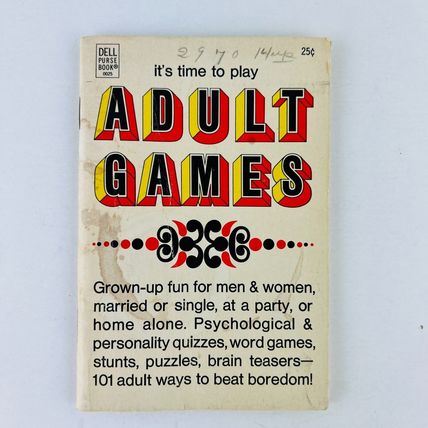 DELL
PURSE
BOOK®
0025
25¢
it's time to play
ADULT
GAMES
Grown-up fun for men & women,
married or single, at a party, or
home alone. Psychological &
personality quizzes, word games,
stunts, puzzles, brain teasers—
101 adult ways to beat boredom!